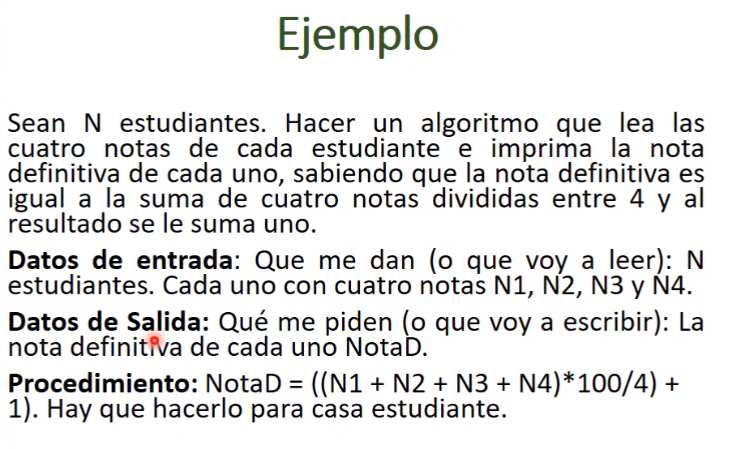 Ejemplo
Sean N estudiantes. Hacer un algoritmo que lea las
cuatro notas de cada estudiante e imprima la nota
definitiva de cada uno, sabiendo que la nota definitiva es
igual a la suma de cuatro notas divididas entre 4 y al
resultado se le suma uno.
Datos de entrada: Que me dan (o que voy a leer): N
estudiantes. Cada uno con cuatro notas N1, N2, N3 y N4.
Datos de Salida: Qué me piden (o que voy a escribir): La
nota definitiva de cada uno NotaD.
Procedimiento: NotaD = ((N1 + N2 + N3 + N4)*100/4) +
1). Hay que hacerlo para casa estudiante.